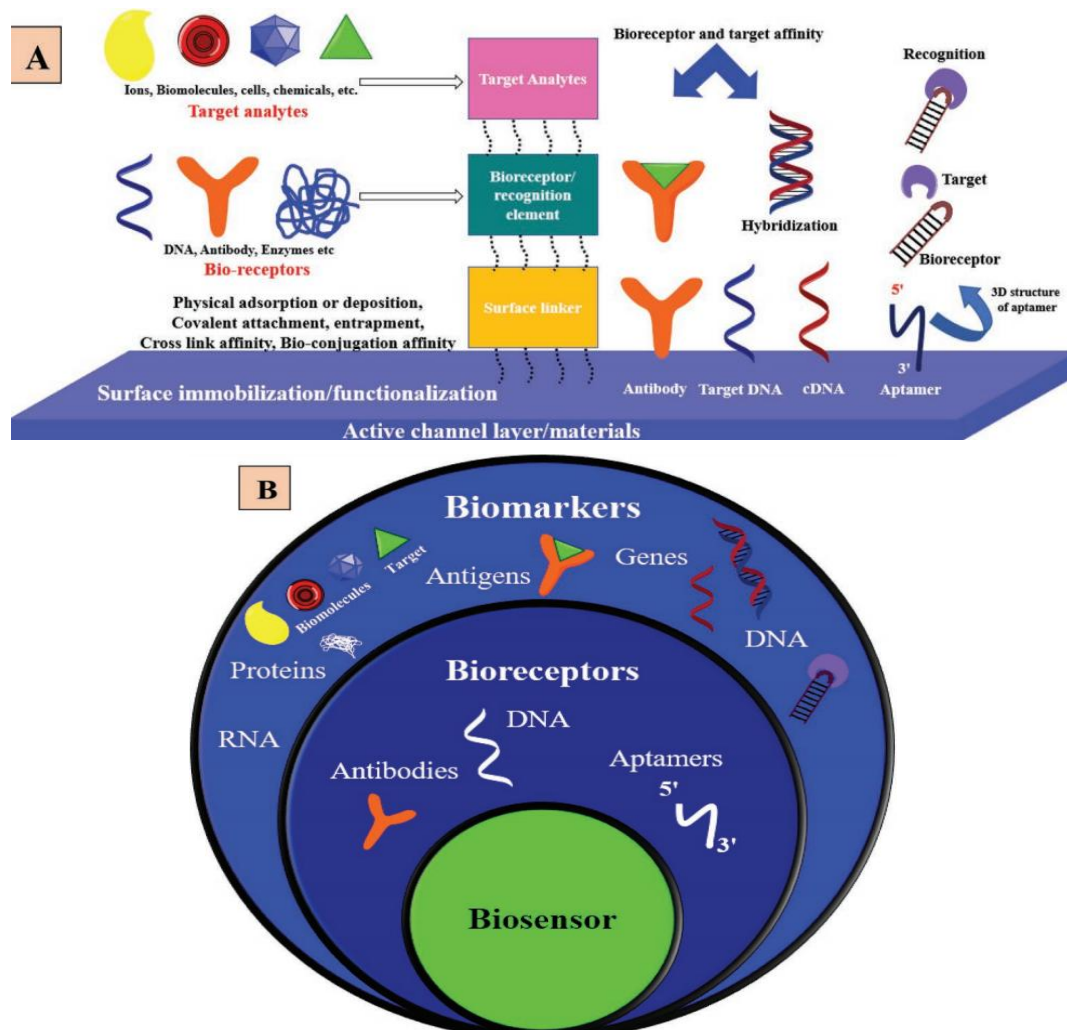 A
Ions, Biomolecules, cells, chemicals, etc.
Target analytes
DNA, Antibody, Enzymes etc
Bio-receptors
Physical adsorption or deposition,
Covalent attachment, entrapment,
Cross link affinity, Bio-conjugation affinity
Target Analytes
Bioreceptor/
recognition
element
Surface linker
Bioreceptor and target affinity
Hybridization
Recognition
Target
Bioreceptor
5'
3D structure
of aptamer
3'
Antibody
Target DNA
cDNA
Aptamer
Surface immobilization/functionalization
Active channel layer/materials
B
Biomarkers
Target
Biomolecules
Antigens
Genes
Proteins
DNA
RNA
Bioreceptors
DNA
Antibodies
Aptamers
5'
3'
Biosensor